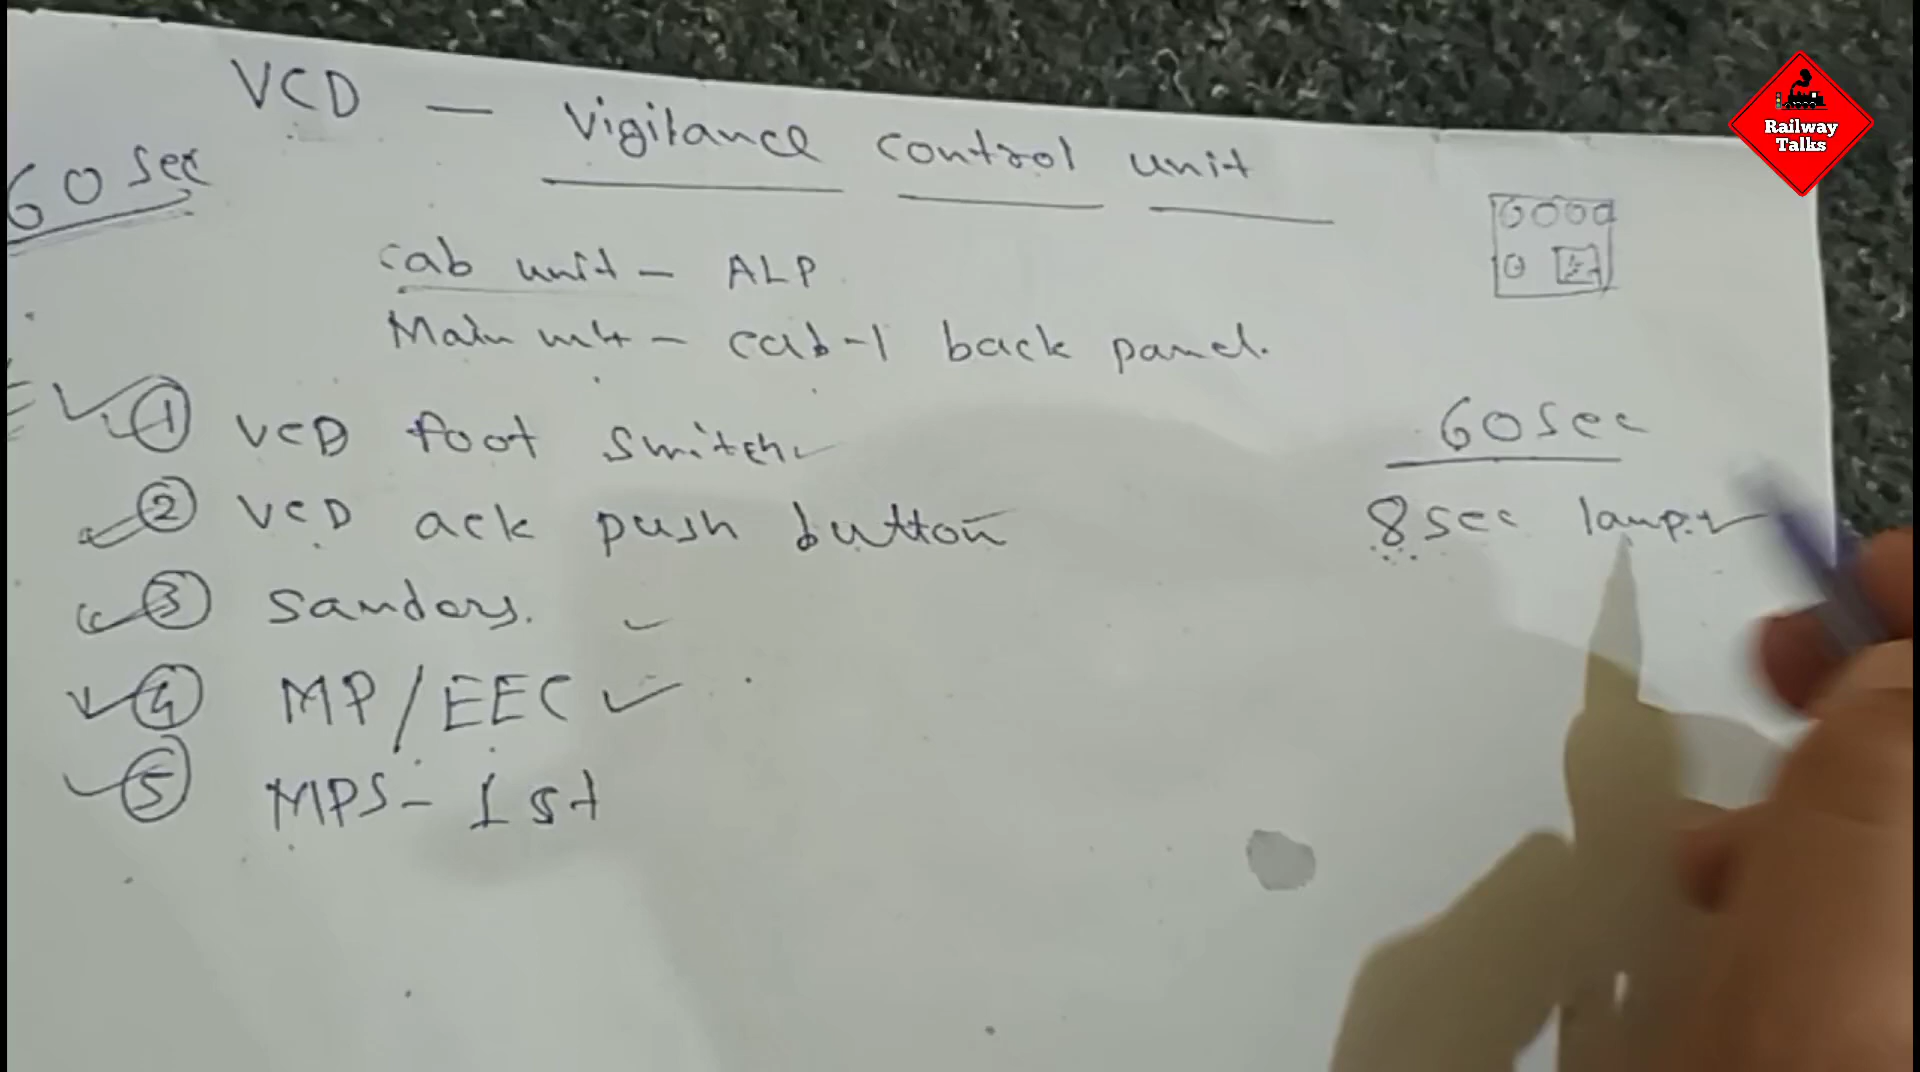 VCD — Vigilance control unit
60 sec
cab unit — ALP
Main unit — cab-1 back panel.
① VCD foot switch
② VCD ack push button
③ Sanders.
④ MP/EEC
⑤ MPS- 1st
60 sec
8 sec lamp.
Railway
Talks